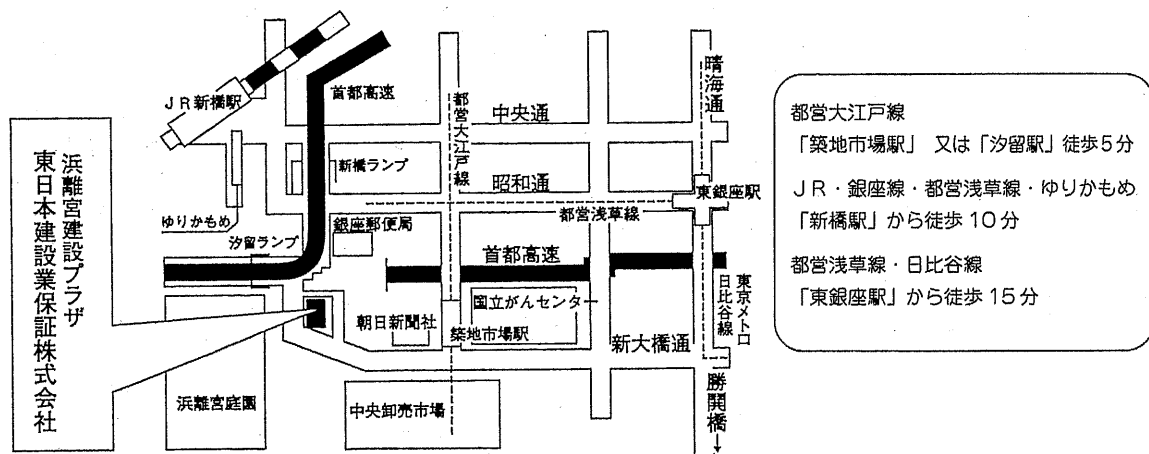 浜離宮建設プラザ
東日本建設業保証株式会社
JR新橋駅
首都高速
都営大江戸線
中央通
晴海通
新橋ランプ
昭和通
東銀座駅
ゆりかもめ
汐留ランプ
銀座郵便局
都営浅草線
首都高速
東京メトロ
日比谷線
国立がんセンター
朝日新聞社
築地市場駅
新大橋通
浜離宮庭園
中央卸売市場
勝関橋
都営大江戸線
「築地市場駅」 又は「汐留駅」徒歩5分
JR・銀座線・都営浅草線・ゆりかもめ
「新橋駅」から徒歩10分
都営浅草線・日比谷線
「東銀座駅」から徒歩15分